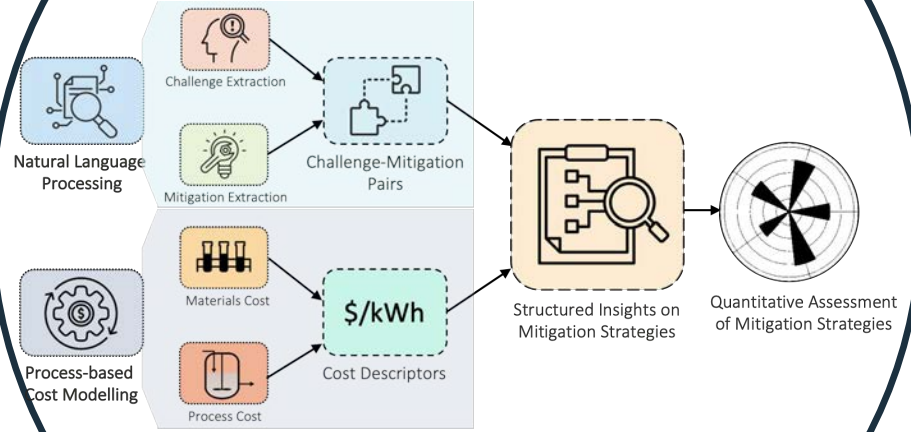 Challenge Extraction
Natural Language
Processing
Mitigation Extraction
Challenge-Mitigation
Pairs
Materials Cost
$
$/kWh
Process-based
Cost Modelling
Process Cost
Cost Descriptors
Structured Insights on
Mitigation Strategies
Quantitative Assessment
of Mitigation Strategies